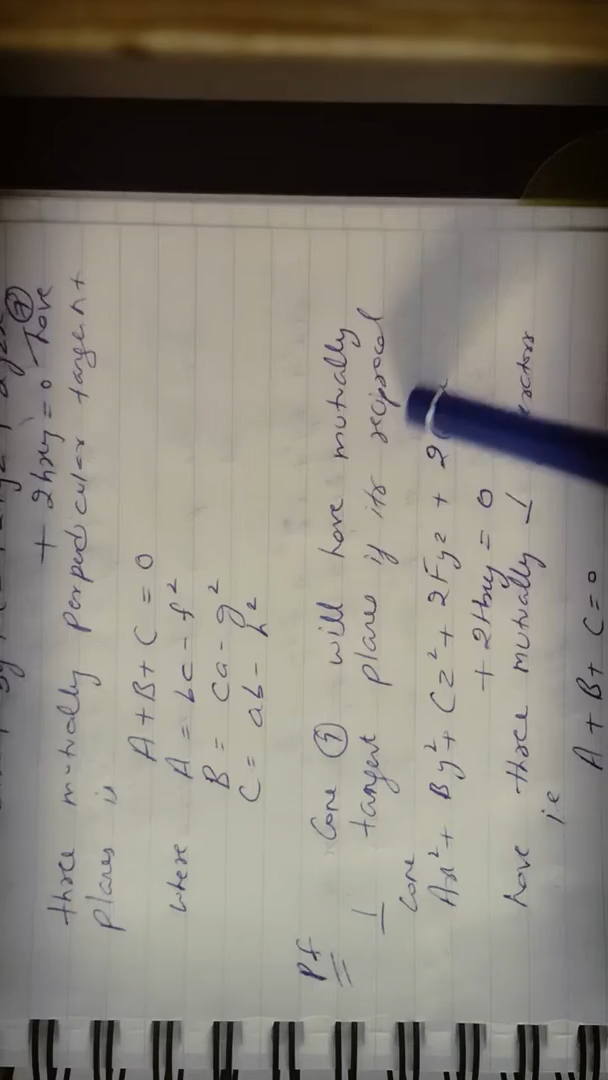 + 2hxy = 0 have
three mutually perpendicular tangent
planes is
A + B + C = 0
where A = bc - f²
B = ca - g²
C = ab - h²
Pf Cone will have mutually
⊥ tangent planes if its reciprocal
cone
Ax² + By² + Cz² + 2Fyz + 2
+ 2Hxy = 0
have three mutually ⊥
i.e
A + B + C = 0